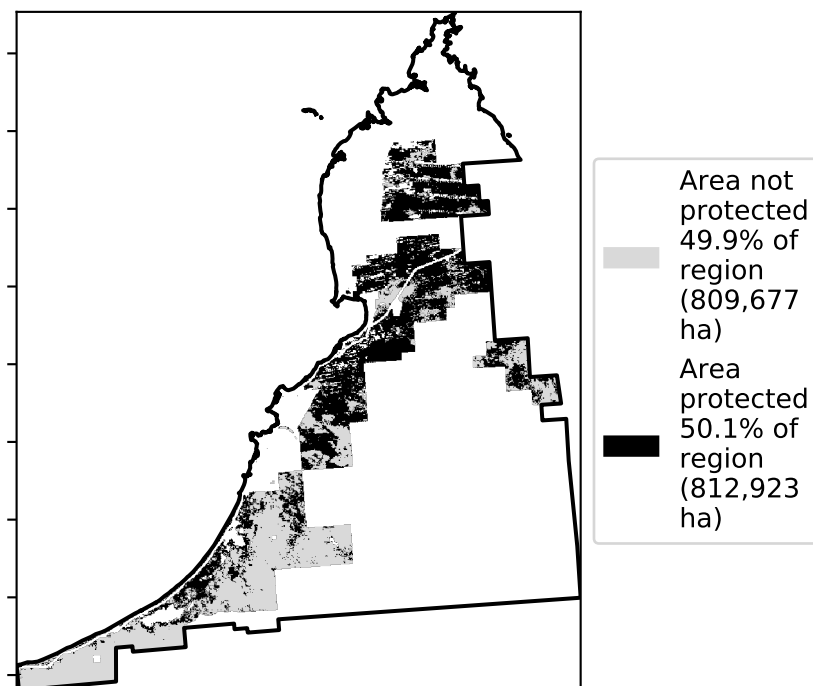 Area not
protected
49.9% of
region
(809,677
ha)
Area
protected
50.1% of
region
(812,923
ha)